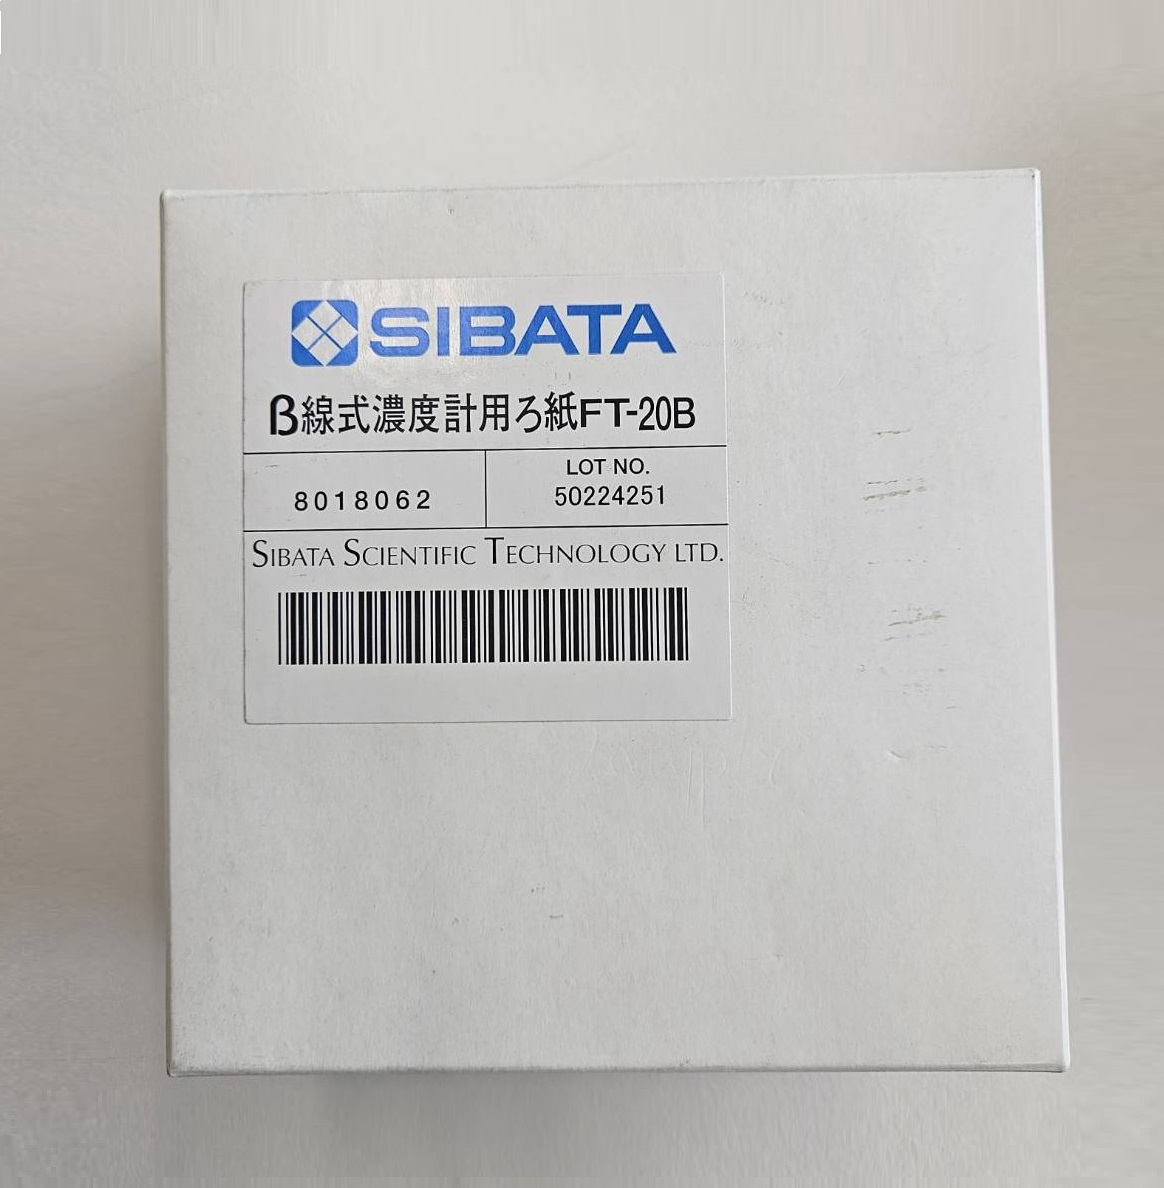 SIBATA
β線式濃度計用ろ紙FT-20B
8018062
LOT NO.
50224251
SIBATA SCIENTIFIC TECHNOLOGY LTD.